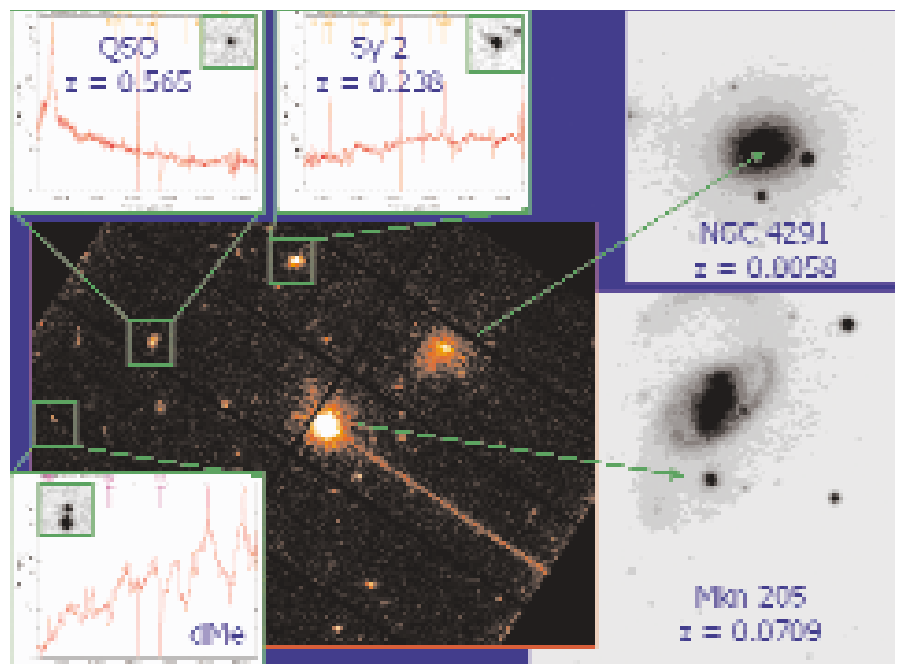 QSO
z = 0.565
Sy 2
z = 0.238
NGC 4291
z = 0.0058
Mkn 205
z = 0.0709
dMe